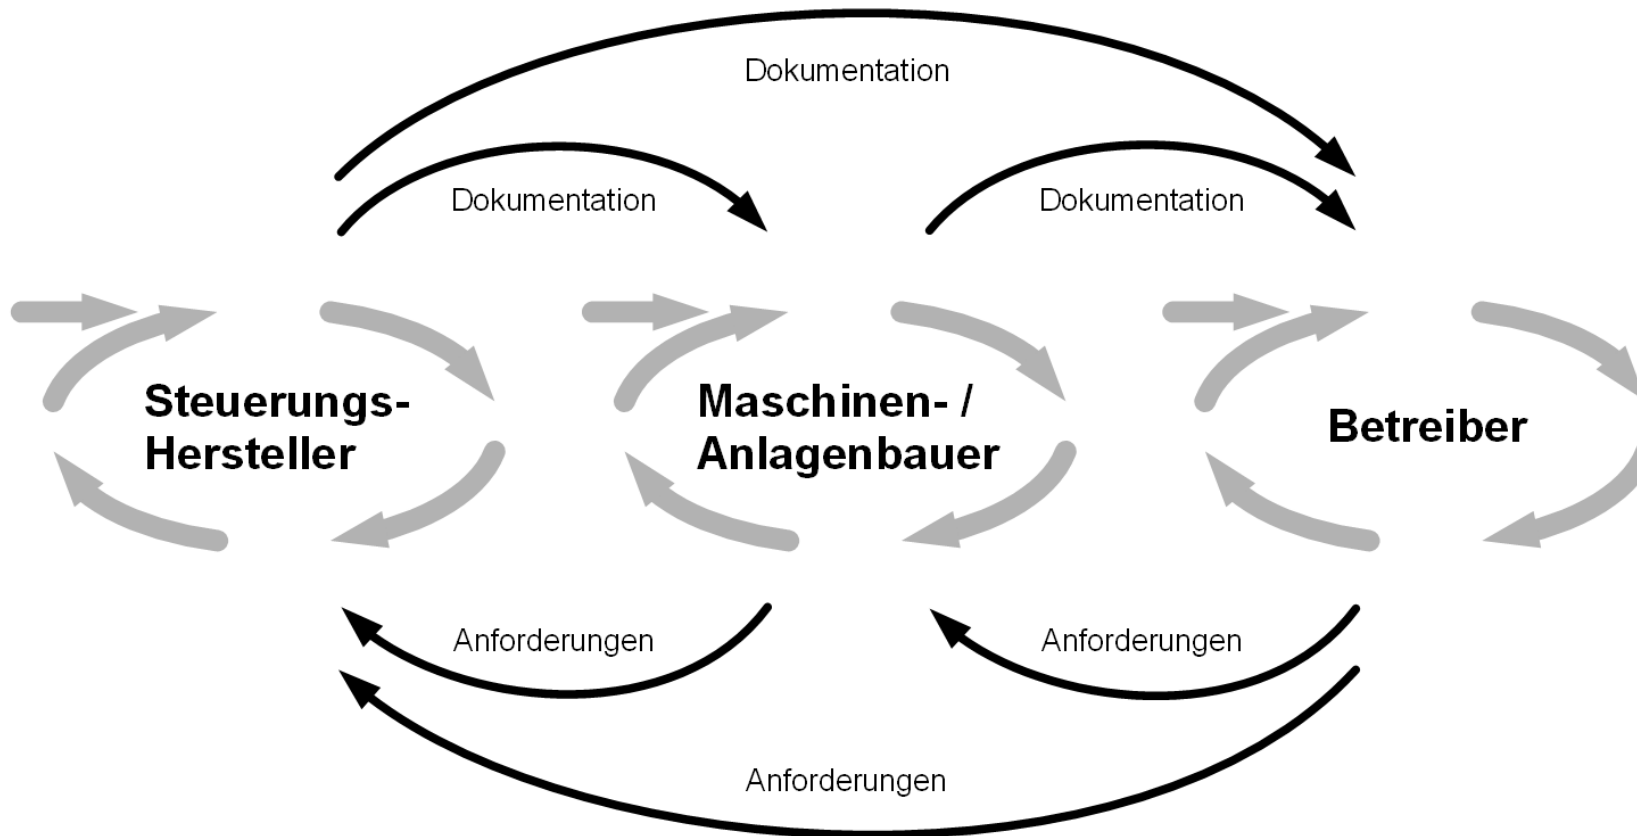 Dokumentation
Dokumentation
Dokumentation
Steuerungs-
Hersteller
Maschinen- /
Anlagenbauer
Betreiber
Anforderungen
Anforderungen
Anforderungen